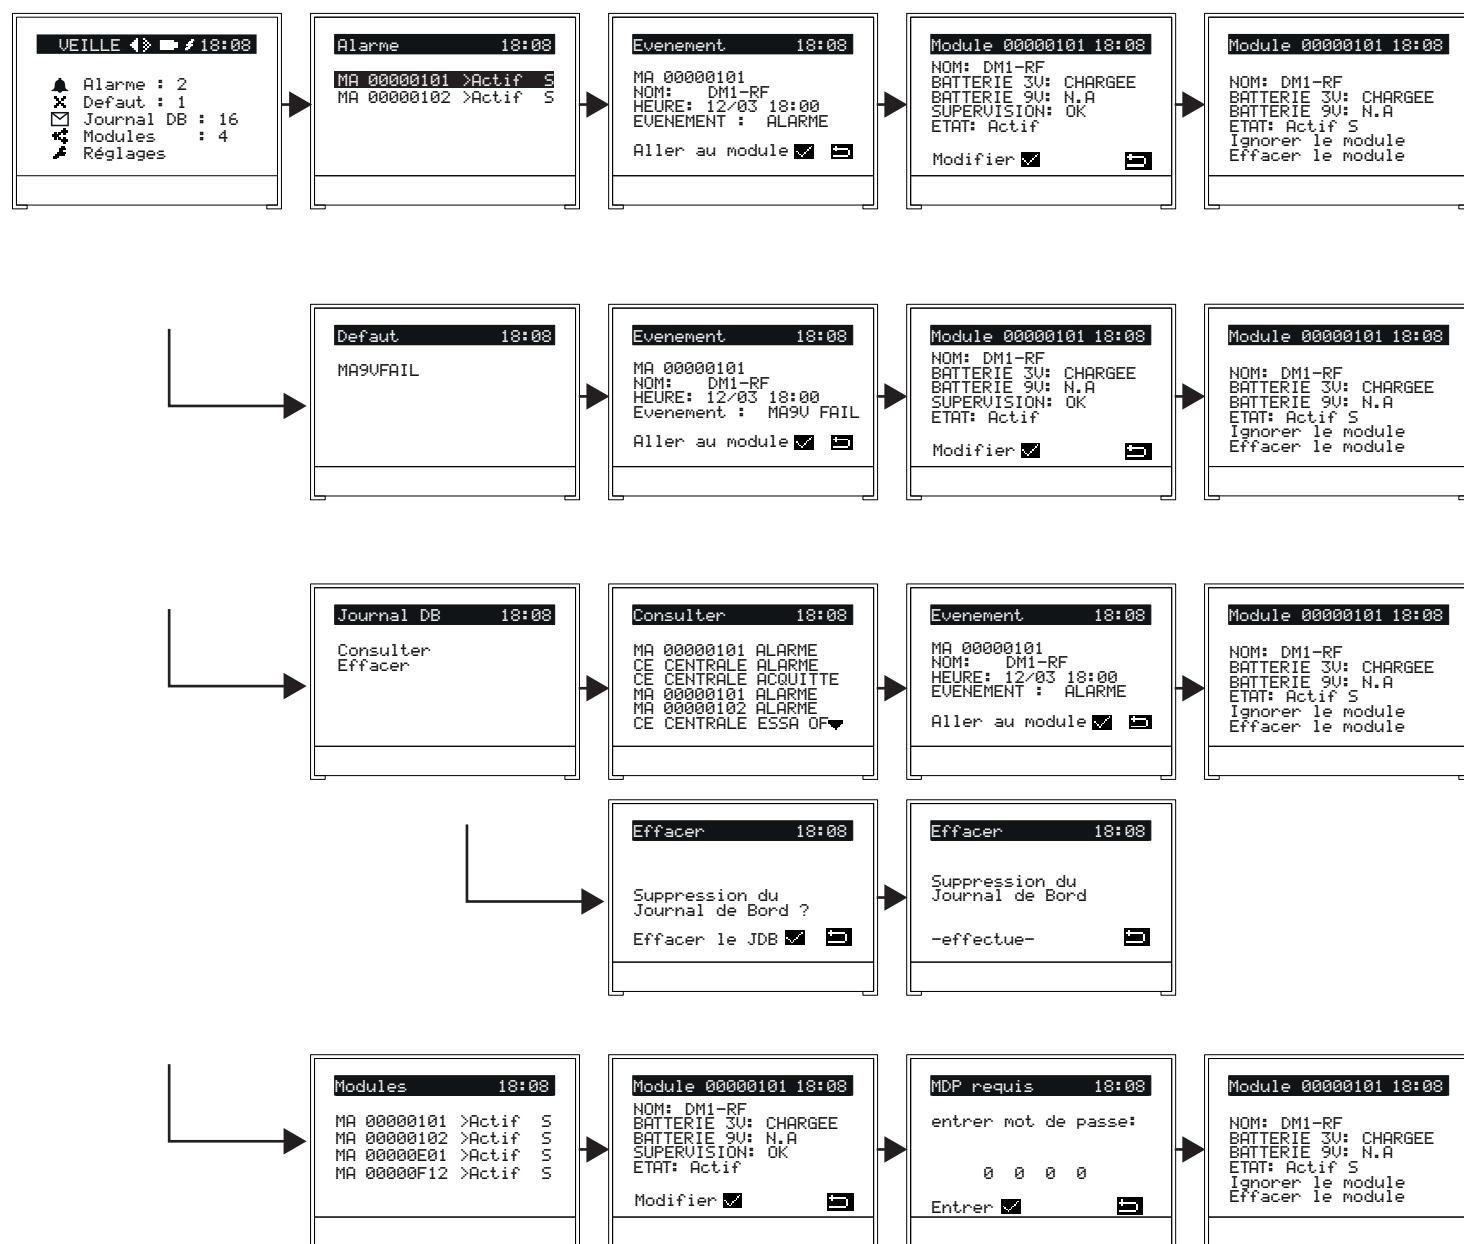 VEILLE 18:08
Alarme : 2
Defaut : 1
Journal DB : 16
Modules : 4
Réglages
Alarme 18:08
MA 00000101 >Actif S
MA 00000102 >Actif S
Evenement 18:08
MA 00000101
NOM: DM1-RF
HEURE: 12/03 18:00
EVENEMENT : ALARME
Aller au module
Module 00000101 18:08
NOM: DM1-RF
BATTERIE 3V: CHARGEE
BATTERIE 9V: N.A
SUPERVISION: OK
ETAT: Actif
Modifier
Module 00000101 18:08
NOM: DM1-RF
BATTERIE 3V: CHARGEE
BATTERIE 9V: N.A
ETAT: Actif S
Ignorer le module
Effacer le module
Defaut 18:08
MA9VFAIL
Evenement 18:08
MA 00000101
NOM: DM1-RF
HEURE: 12/03 18:00
Evenement : MA9V FAIL
Aller au module
Module 00000101 18:08
NOM: DM1-RF
BATTERIE 3V: CHARGEE
BATTERIE 9V: N.A
SUPERVISION: OK
ETAT: Actif
Modifier
Module 00000101 18:08
NOM: DM1-RF
BATTERIE 3V: CHARGEE
BATTERIE 9V: N.A
ETAT: Actif S
Ignorer le module
Effacer le module
Journal DB 18:08
Consulter
Effacer
Consulter 18:08
MA 00000101 ALARME
CE CENTRALE ALARME
CE CENTRALE ACQUITTE
MA 00000101 ALARME
MA 00000102 ALARME
CE CENTRALE ESSA OF
Evenement 18:08
MA 00000101
NOM: DM1-RF
HEURE: 12/03 18:00
EVENEMENT : ALARME
Aller au module
Module 00000101 18:08
NOM: DM1-RF
BATTERIE 3V: CHARGEE
BATTERIE 9V: N.A
ETAT: Actif S
Ignorer le module
Effacer le module
Effacer 18:08
Suppression du
Journal de Bord ?
Effacer le JDB
Effacer 18:08
Suppression du
Journal de Bord
-effectue-
Modules 18:08
MA 00000101 >Actif S
MA 00000102 >Actif S
MA 00000E01 >Actif S
MA 00000F12 >Actif S
Module 00000101 18:08
NOM: DM1-RF
BATTERIE 3V: CHARGEE
BATTERIE 9V: N.A
SUPERVISION: OK
ETAT: Actif
Modifier
MDP requis 18:08
entrer mot de passe:
0 0 0 0
Entrer
Module 00000101 18:08
NOM: DM1-RF
BATTERIE 3V: CHARGEE
BATTERIE 9V: N.A
ETAT: Actif S
Ignorer le module
Effacer le module